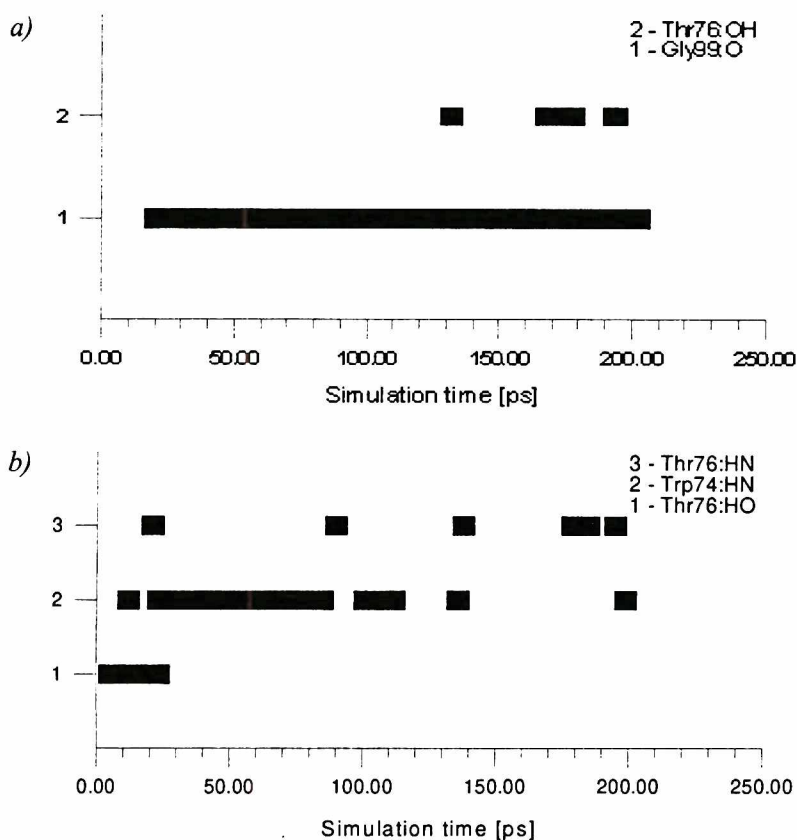 a)
2 - Thr76:OH
1 - Gly99:O
2
1
0.00 50.00 100.00 150.00 200.00 250.00
Simulation time [ps]
b)
3 - Thr76:HN
2 - Trp74:HN
1 - Thr76:HO
3
2
1
0.00 50.00 100.00 150.00 200.00 250.00
Simulation time [ps]